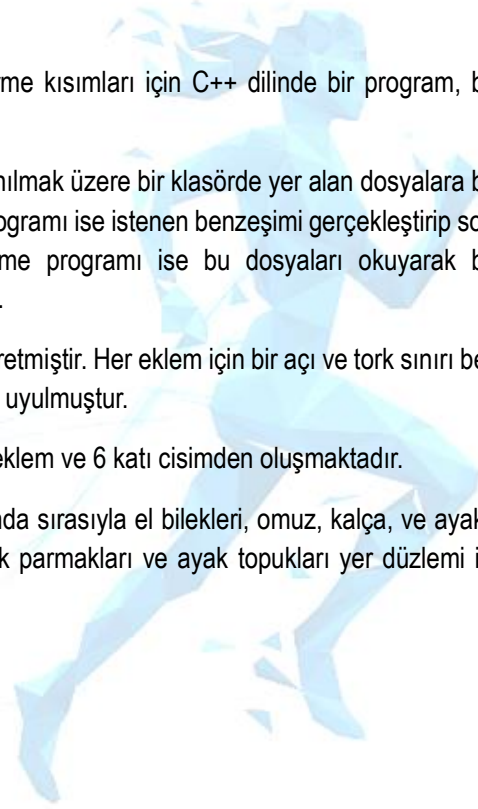 rme kısımları için C++ dilinde bir program, b
nılmak üzere bir klasörde yer alan dosyalara b
ogramı ise istenen benzeşimi gerçekleştirip so
me programı ise bu dosyaları okuyarak b
.
retmiştir. Her eklem için bir açı ve tork sınırı be
uyulmuştur.
eklem ve 6 katı cisimden oluşmaktadır.
nda sırasıyla el bilekleri, omuz, kalça, ve ayak
k parmakları ve ayak topukları yer düzlemi i